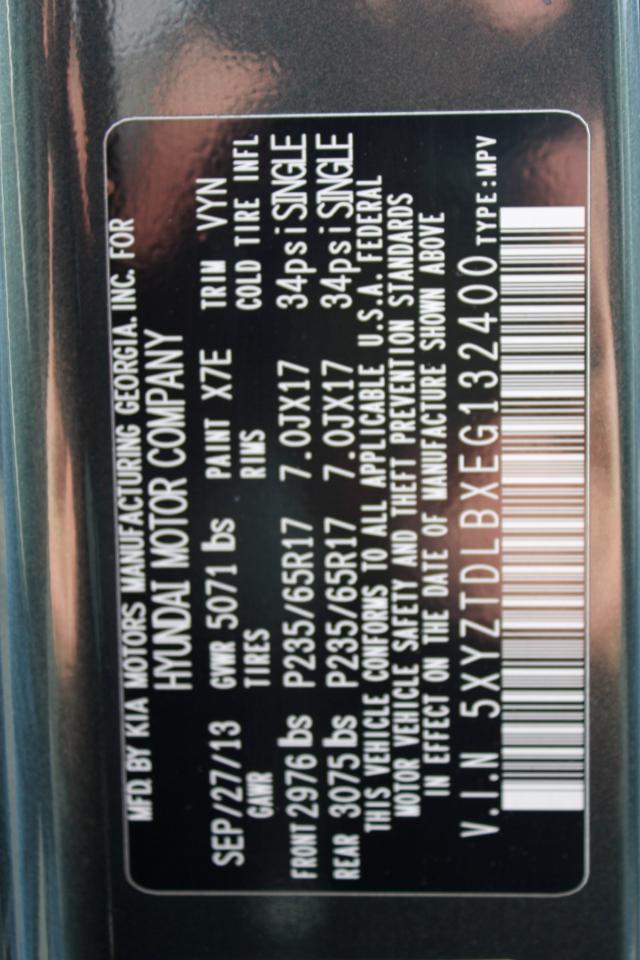 MFD. BY KIA MOTORS MANUFACTURING GEORGIA. INC. FOR
HYUNDAI MOTOR COMPANY
SEP/27/13 GVWR 5071 lbs PAINT X7E TRIM VYN
GAWR TIRES RIMS COLD TIRE INFL
FRONT 2976 lbs P235/65R17 7.0JX17 34psi SINGLE
REAR 3075 lbs P235/65R17 7.0JX17 34psi SINGLE
THIS VEHICLE CONFORMS TO ALL APPLICABLE U.S.A. FEDERAL
MOTOR VEHICLE SAFETY AND THEFT PREVENTION STANDARDS
IN EFFECT ON THE DATE OF MANUFACTURE SHOWN ABOVE
V.I.N 5XYZTDLBXEG132400 TYPE:MPV